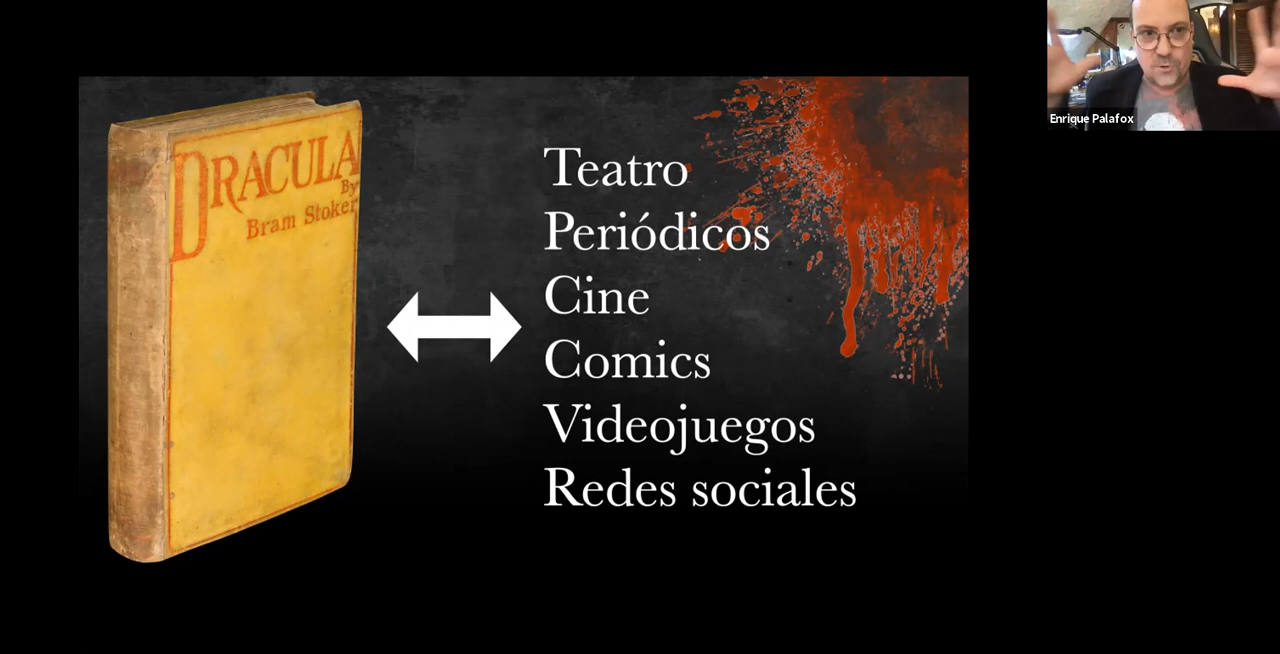 DRACULA
By
Bram Stoker
Teatro
Periódicos
Cine
Comics
Videojuegos
Redes sociales
Enrique Palafox